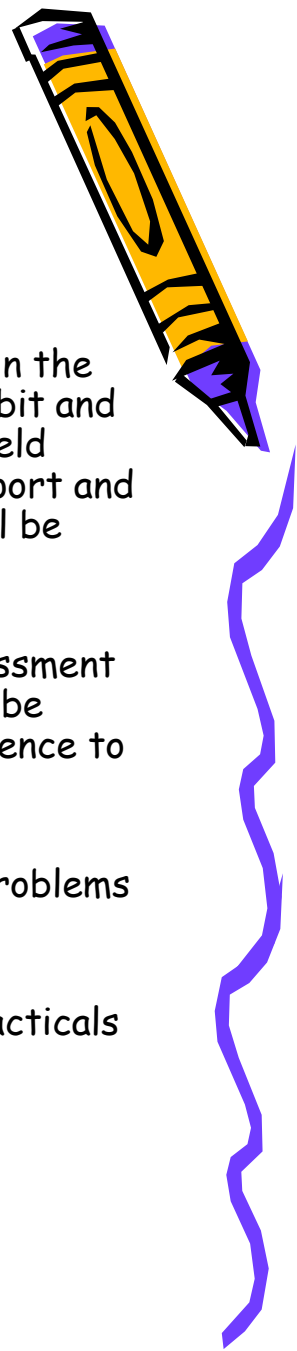 n the
bit and
eld
port and
l be
ssment
be
ence to
roblems
acticals